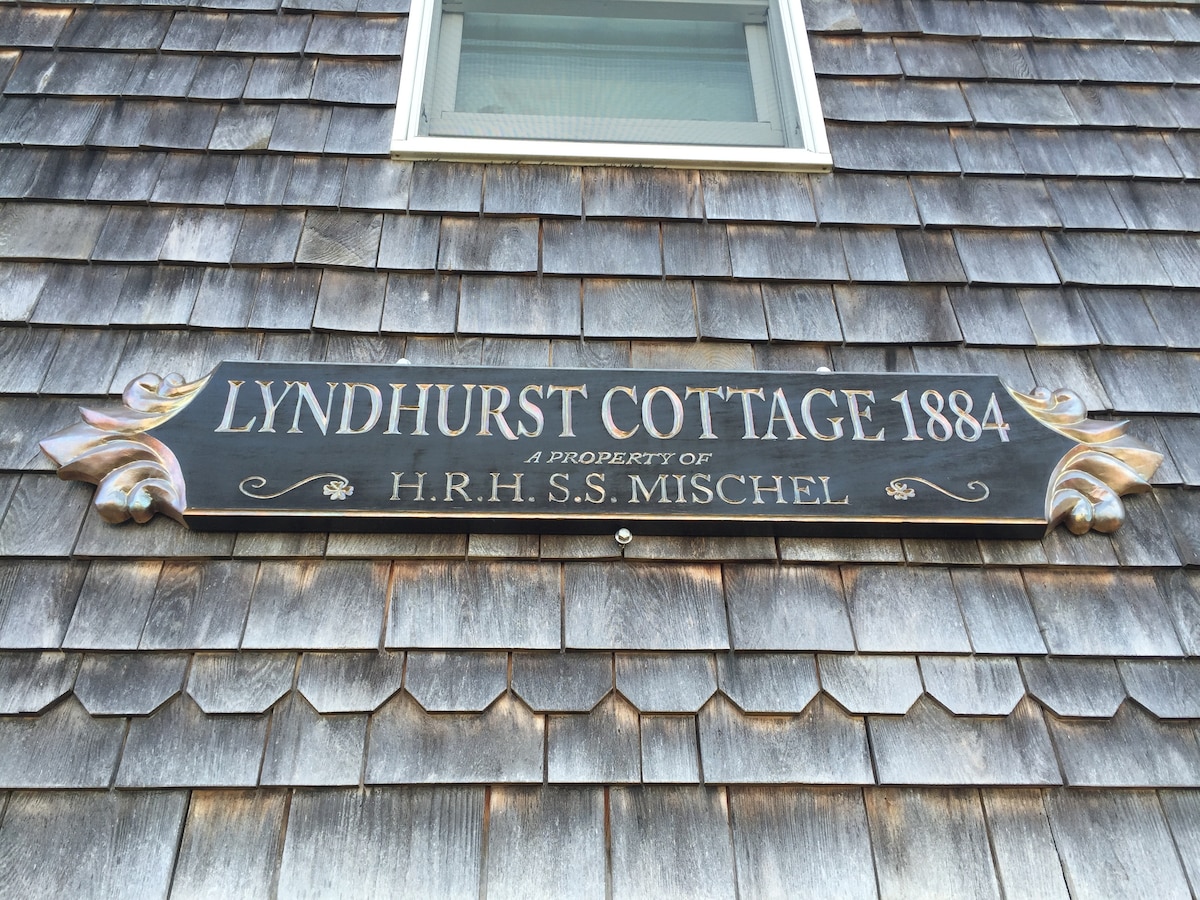 LYNDHURST COTTAGE 1884
A PROPERTY OF
H.R.H. S.S. MISCHEL